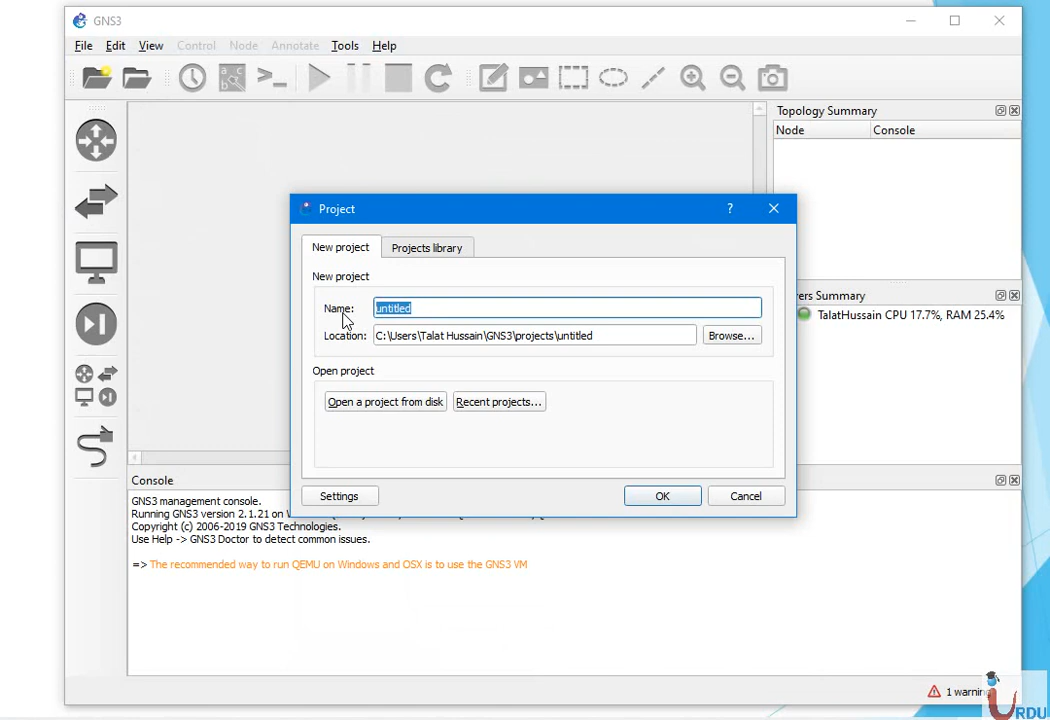 GNS3
File Edit View Control Node Annotate Tools Help
Topology Summary
Node Console
Project
?
New project Projects library
New project
Name: untitled
Location: C:\Users\Talat Hussain\GNS3\projects\untitled Browse...
Open project
Open a project from disk Recent projects...
Settings OK Cancel
ers Summary
TalatHussain CPU 17.7%, RAM 25.4%
Console
GNS3 management console.
Running GNS3 version 2.1.21 on
Copyright (c) 2006-2019 GNS3 Technologies.
Use Help -> GNS3 Doctor to detect common issues.
=> The recommended way to run QEMU on Windows and OSX is to use the GNS3 VM
1 warning
URDU